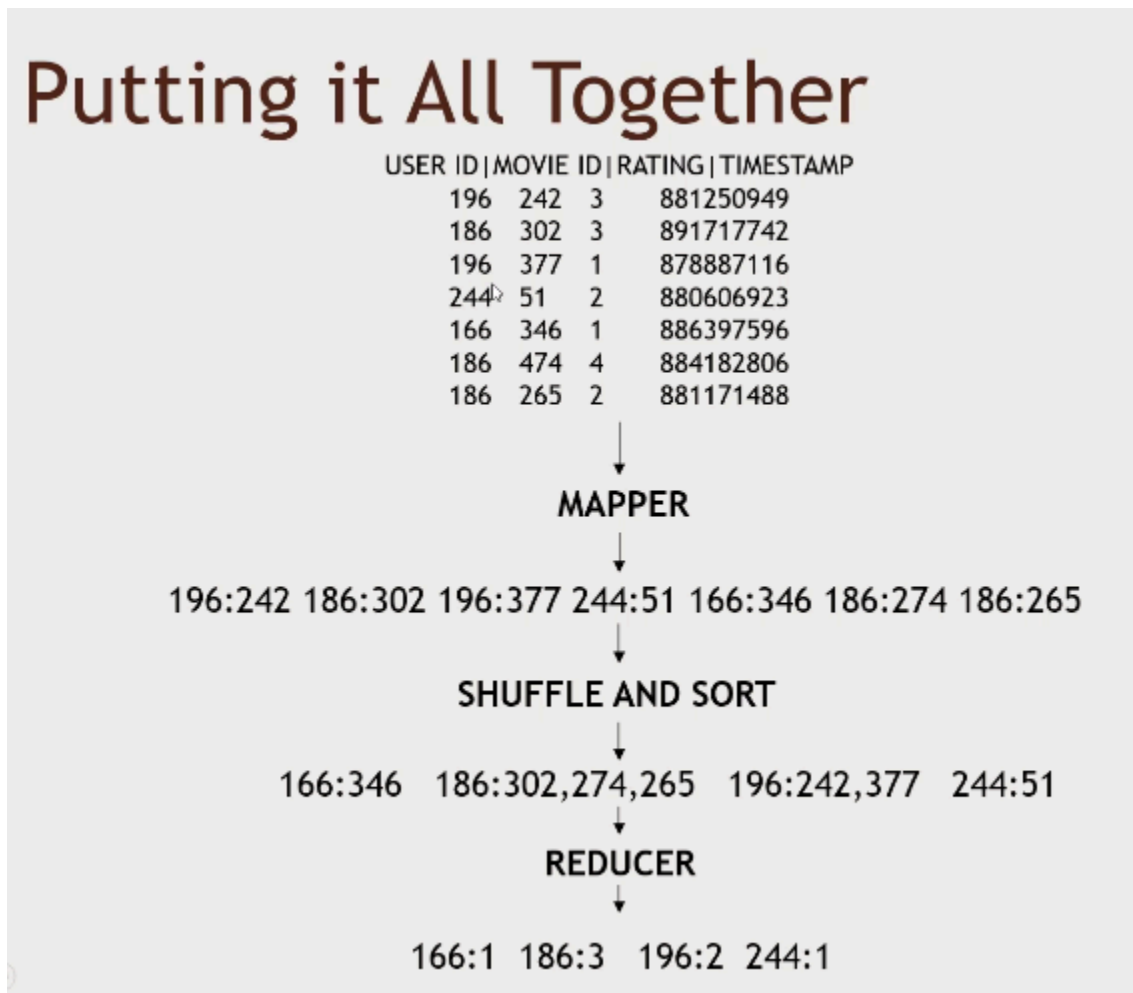 Putting it All Together
USER ID|MOVIE ID|RATING|TIMESTAMP
196 242 3 881250949
186 302 3 891717742
196 377 1 878887116
244 51 2 880606923
166 346 1 886397596
186 474 4 884182806
186 265 2 881171488
MAPPER
196:242 186:302 196:377 244:51 166:346 186:274 186:265
SHUFFLE AND SORT
166:346 186:302,274,265 196:242,377 244:51
REDUCER
166:1 186:3 196:2 244:1